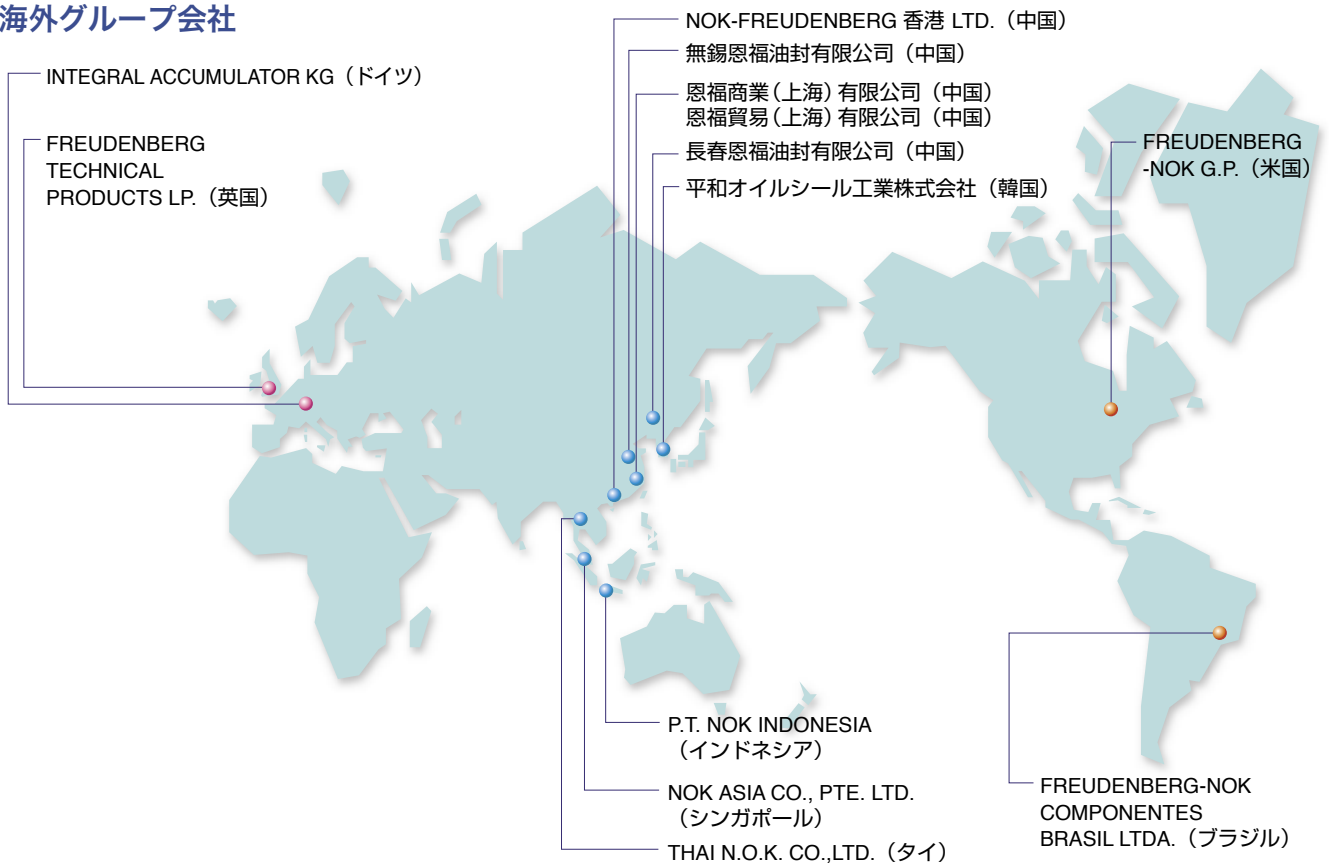 海外グループ会社
INTEGRAL ACCUMULATOR KG（ドイツ）
FREUDENBERG
TECHNICAL
PRODUCTS LP.（英国）
NOK-FREUDENBERG 香港 LTD.（中国）
無錫恩福油封有限公司（中国）
恩福商業（上海）有限公司（中国）
恩福貿易（上海）有限公司（中国）
長春恩福油封有限公司（中国）
平和オイルシール工業株式会社（韓国）
FREUDENBERG
-NOK G.P.（米国）
P.T. NOK INDONESIA
（インドネシア）
NOK ASIA CO., PTE. LTD.
（シンガポール）
THAI N.O.K. CO.,LTD.（タイ）
FREUDENBERG-NOK
COMPONENTES
BRASIL LTDA.（ブラジル）